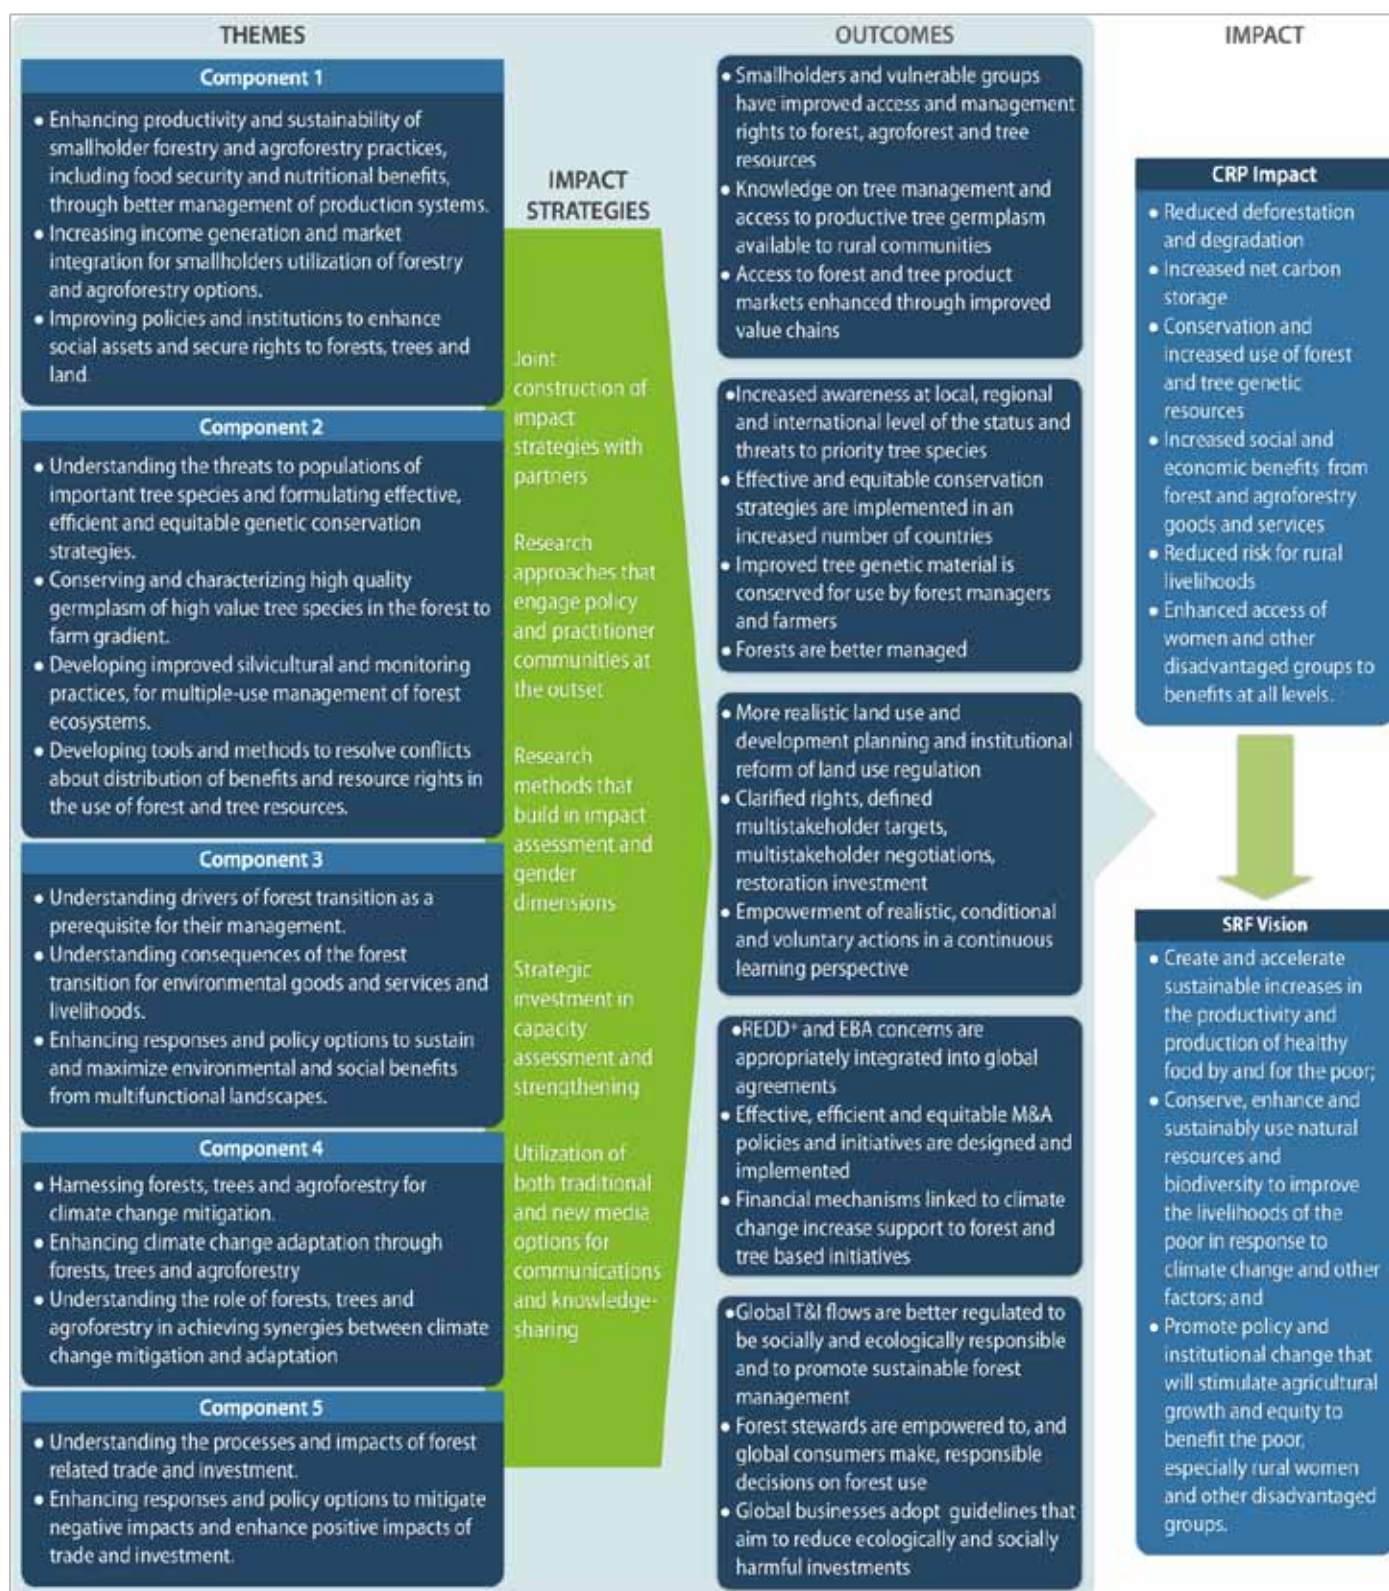 THEMES
Component 1
● Enhancing productivity and sustainability of
smallholder forestry and agroforestry practices,
including food security and nutritional benefits,
through better management of production systems.
● Increasing income generation and market
integration for smallholders utilization of forestry
and agroforestry options.
● Improving policies and institutions to enhance
social assets and secure rights to forests, trees and
land.
Component 2
● Understanding the threats to populations of
important tree species and formulating effective,
efficient and equitable genetic conservation
strategies.
● Conserving and characterizing high quality
germplasm of high value tree species in the forest to
farm gradient.
● Developing improved silvicultural and monitoring
practices, for multiple-use management of forest
ecosystems.
● Developing tools and methods to resolve conflicts
about distribution of benefits and resource rights in
the use of forest and tree resources.
Component 3
● Understanding drivers of forest transition as a
prerequisite for their management.
● Understanding consequences of the forest
transition for environmental goods and services and
livelihoods.
● Enhancing responses and policy options to sustain
and maximize environmental and social benefits
from multifunctional landscapes.
Component 4
● Harnessing forests, trees and agroforestry for
climate change mitigation.
● Enhancing climate change adaptation through
forests, trees and agroforestry
● Understanding the role of forests, trees and
agroforestry in achieving synergies between climate
change mitigation and adaptation
Component 5
● Understanding the processes and impacts of forest
related trade and investment.
● Enhancing responses and policy options to mitigate
negative impacts and enhance positive impacts of
trade and investment.
IMPACT
STRATEGIES
Joint
construction of
impact
strategies with
partners
Research
approaches that
engage policy
and practitioner
communities at
the outset
Research
methods that
build in impact
assessment and
gender
dimensions
Strategic
investment in
capacity
assessment and
strengthening
Utilization of
both traditional
and new media
options for
communications
and knowledge-
sharing
OUTCOMES
● Smallholders and vulnerable groups
have improved access and management
rights to forest, agroforest and tree
resources
● Knowledge on tree management and
access to productive tree germplasm
available to rural communities
● Access to forest and tree product
markets enhanced through improved
value chains
●Increased awareness at local, regional
and international level of the status and
threats to priority tree species
● Effective and equitable conservation
strategies are implemented in an
increased number of countries
● Improved tree genetic material is
conserved for use by forest managers
and farmers
● Forests are better managed
● More realistic land use and
development planning and institutional
reform of land use regulation
● Clarified rights, defined
multistakeholder targets,
multistakeholder negotiations,
restoration investment
● Empowerment of realistic, conditional
and voluntary actions in a continuous
learning perspective
●REDD+ and EBA concerns are
appropriately integrated into global
agreements
● Effective, efficient and equitable M&A
policies and initiatives are designed and
implemented
● Financial mechanisms linked to climate
change increase support to forest and
tree based initiatives
●Global T&I flows are better regulated to
be socially and ecologically responsible
and to promote sustainable forest
management
● Forest stewards are empowered to, and
global consumers make, responsible
decisions on forest use
● Global businesses adopt guidelines that
aim to reduce ecologically and socially
harmful investments
IMPACT
CRP Impact
● Reduced deforestation
and degradation
● Increased net carbon
storage
● Conservation and
increased use of forest
and tree genetic
resources
● Increased social and
economic benefits from
forest and agroforestry
goods and services
● Reduced risk for rural
livelihoods
● Enhanced access of
women and other
disadvantaged groups to
benefits at all levels.
SRF Vision
● Create and accelerate
sustainable increases in
the productivity and
production of healthy
food by and for the poor;
● Conserve, enhance and
sustainably use natural
resources and
biodiversity to improve
the livelihoods of the
poor in response to
climate change and other
factors; and
● Promote policy and
institutional change that
will stimulate agricultural
growth and equity to
benefit the poor,
especially rural women
and other disadvantaged
groups.